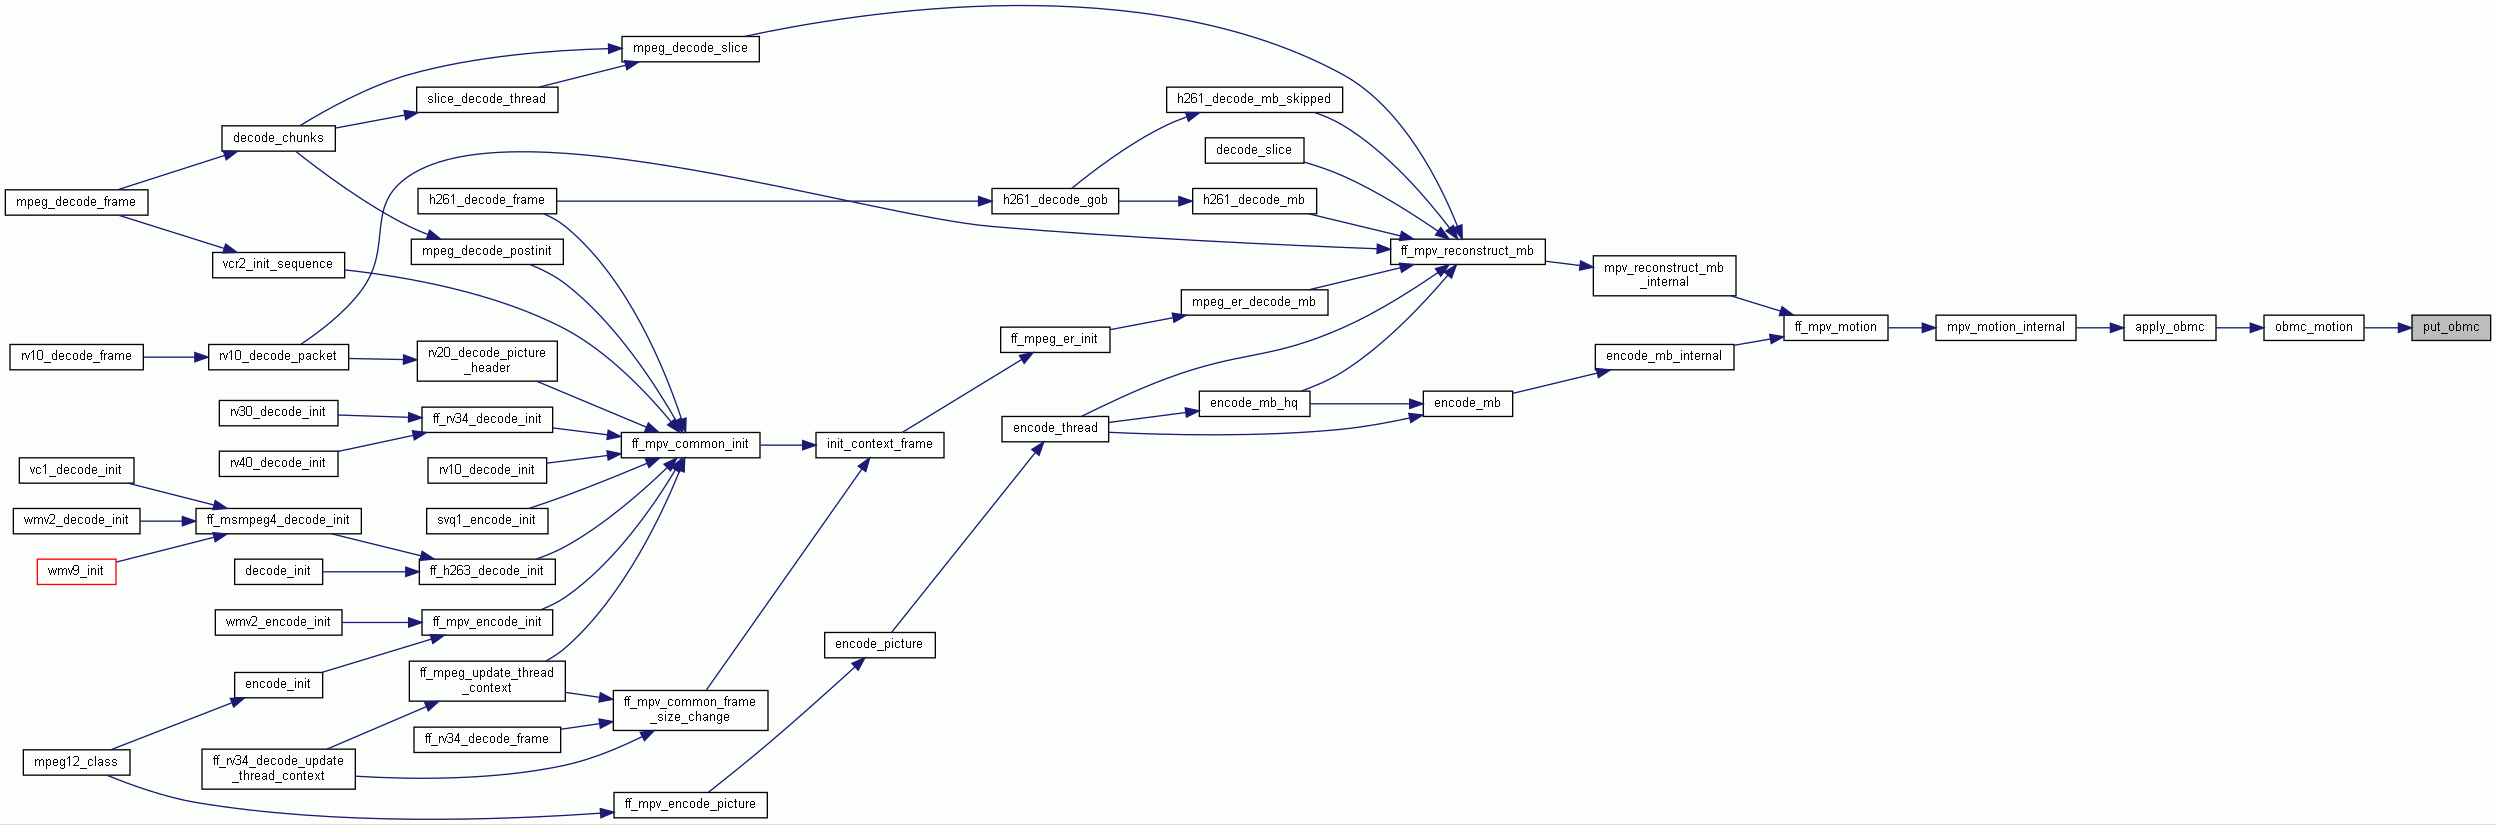 mpeg_decode_slice
slice_decode_thread
h261_decode_mb_skipped
decode_chunks
decode_slice
mpeg_decode_frame
h261_decode_frame
h261_decode_gob
h261_decode_mb
mpeg_decode_postinit
ff_mpv_reconstruct_mb
vcr2_init_sequence
mpv_reconstruct_mb
_internal
mpeg_er_decode_mb
ff_mpv_motion
mpv_motion_internal
apply_obmc
obmc_motion
put_obmc
ff_mpeg_er_init
rv10_decode_frame
rv10_decode_packet
rv20_decode_picture
_header
encode_mb_internal
rv30_decode_init
ff_rv34_decode_init
encode_mb_hq
encode_mb
encode_thread
ff_mpv_common_init
init_context_frame
rv40_decode_init
vc1_decode_init
rv10_decode_init
wmv2_decode_init
ff_msmpeg4_decode_init
svq1_encode_init
wmv9_init
decode_init
ff_h263_decode_init
wmv2_encode_init
ff_mpv_encode_init
encode_picture
encode_init
ff_mpeg_update_thread
_context
ff_mpv_common_frame
_size_change
ff_rv34_decode_frame
mpeg12_class
ff_rv34_decode_update
_thread_context
ff_mpv_encode_picture